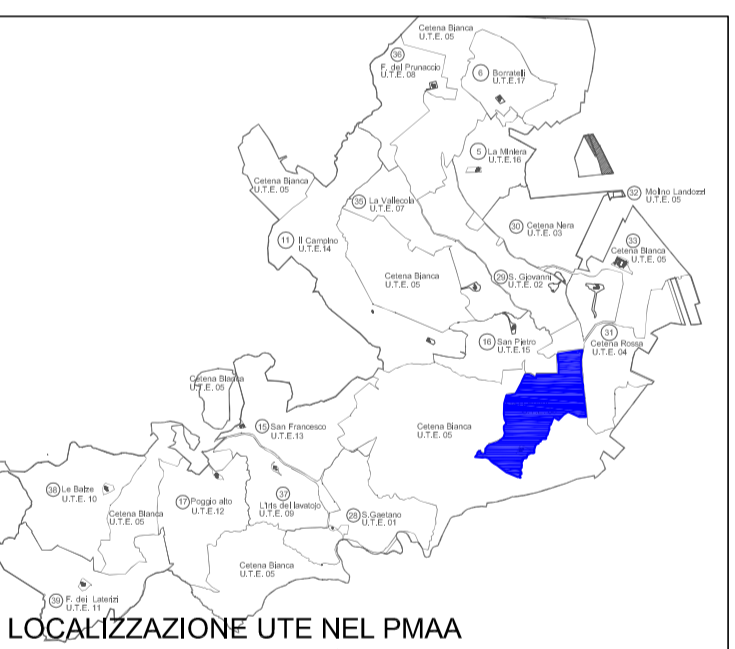 Cetena Bianca
U.T.E. 05
36
F. del Prunaccio
U.T.E. 08
6 Borratelli
U.T.E.17
5 La Miniera
U.T.E.16
Cetena Bianca
U.T.E. 05
32 Molino Landozzi
U.T.E. 05
35 La Vallecola
U.T.E. 07
30 Cetena Nera
U.T.E. 03
33
Cetena Bianca
U.T.E. 05
11 Il Campino
U.T.E.14
Cetena Bianca
U.T.E. 05
29 S. Giovanni
U.T.E. 02
31
Cetena Rossa
U.T.E. 04
16 San Pietro
U.T.E.15
Cetena Bianca
U.T.E. 05
15 San Francesco
U.T.E.13
Cetena Bianca
U.T.E. 05
38 Le Balze
U.T.E. 10
17 Poggio alto
U.T.E.12
37
L'Iris del lavatoio
U.T.E. 09
Cetena Bianca
U.T.E. 05
28 S.Gaetano
U.T.E. 01
Cetena Bianca
U.T.E. 05
39 F. dei Laterizi
U.T.E. 11
LOCALIZZAZIONE UTE NEL PMAA